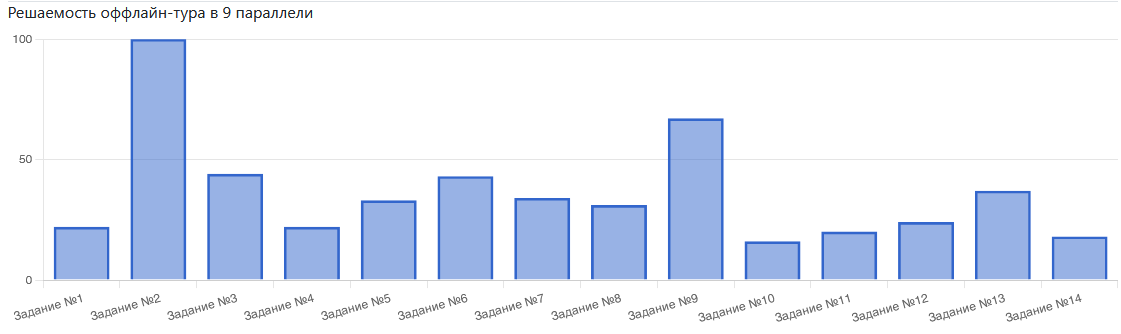 Решаемость оффлайн-тура в 9 параллели
100
50
0
Задание №1
Задание №2
Задание №3
Задание №4
Задание №5
Задание №6
Задание №7
Задание №8
Задание №9
Задание №10
Задание №11
Задание №12
Задание №13
Задание №14